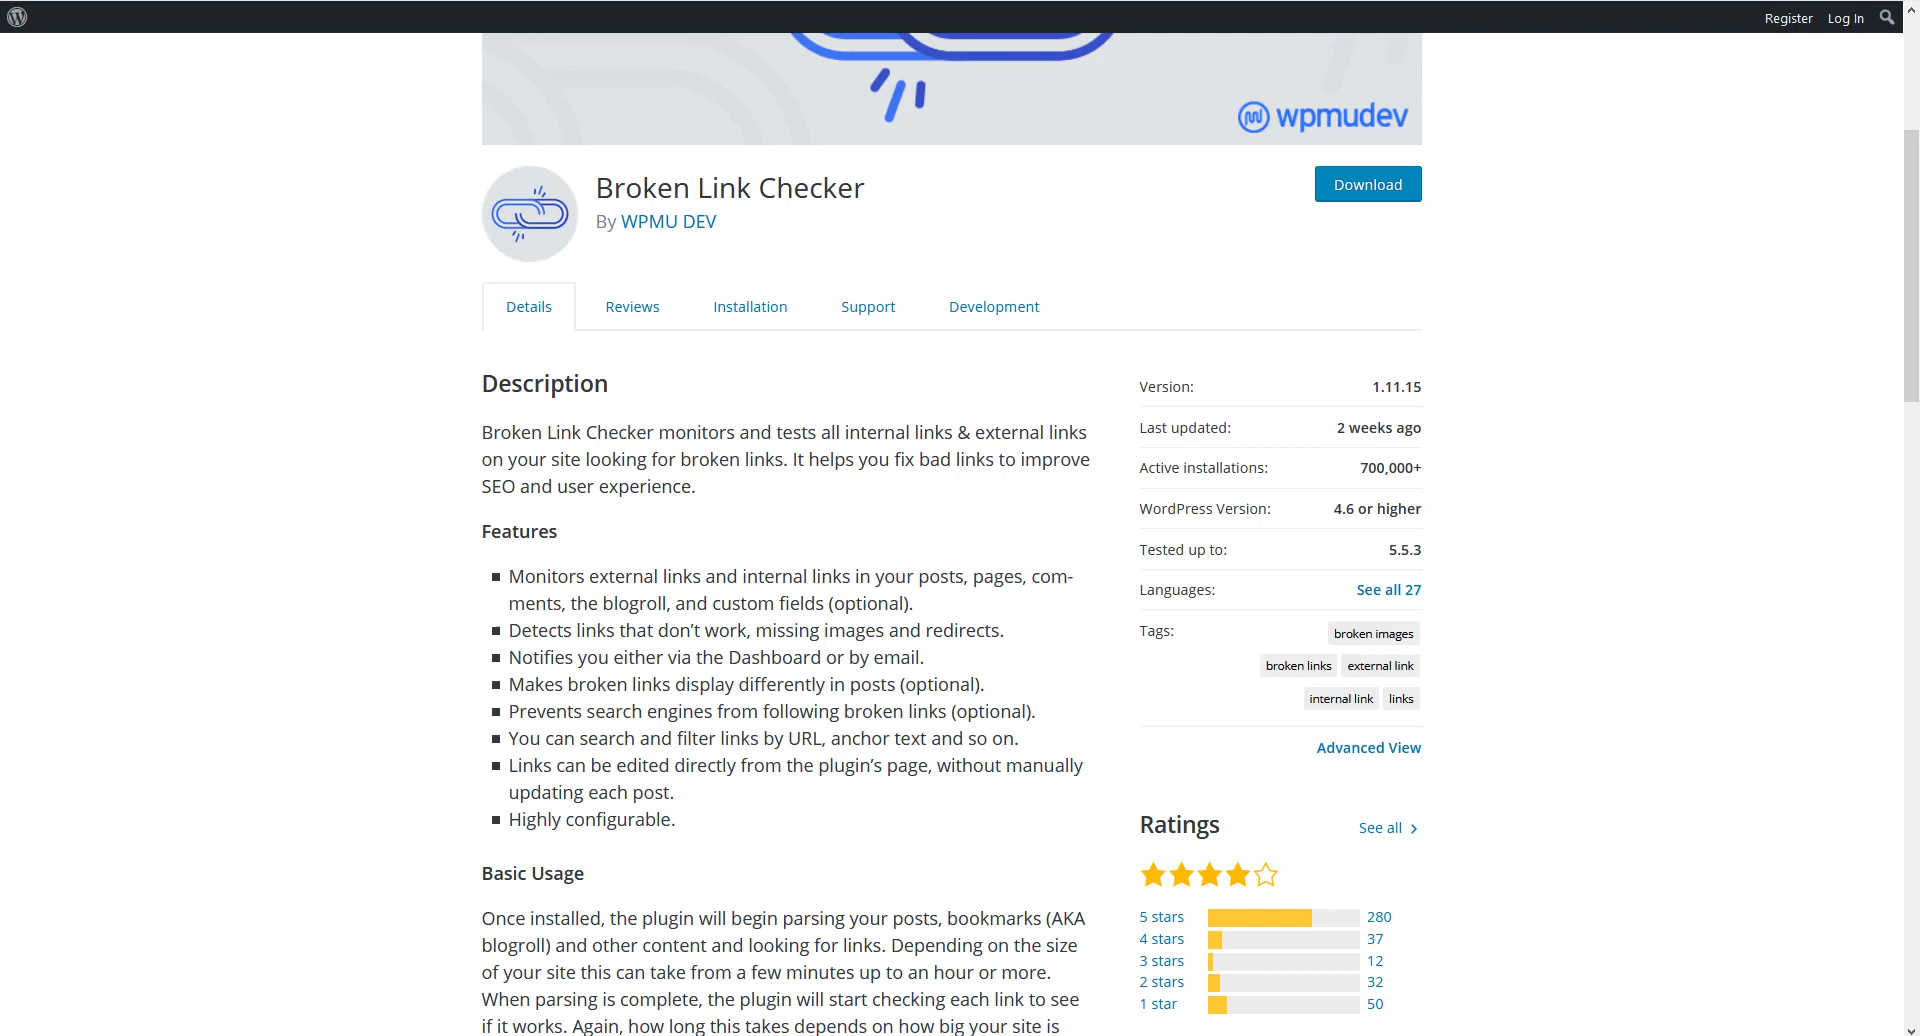 Register Log In
wpmudev
Broken Link Checker
Download
By WPMU DEV
Details Reviews Installation Support Development
Description
Broken Link Checker monitors and tests all internal links & external links
on your site looking for broken links. It helps you fix bad links to improve
SEO and user experience.
Features
Monitors external links and internal links in your posts, pages, com-
ments, the blogroll, and custom fields (optional).
Detects links that don’t work, missing images and redirects.
Notifies you either via the Dashboard or by email.
Makes broken links display differently in posts (optional).
Prevents search engines from following broken links (optional).
You can search and filter links by URL, anchor text and so on.
Links can be edited directly from the plugin’s page, without manually
updating each post.
Highly configurable.
Basic Usage
Once installed, the plugin will begin parsing your posts, bookmarks (AKA
blogroll) and other content and looking for links. Depending on the size
of your site this can take from a few minutes up to an hour or more.
When parsing is complete, the plugin will start checking each link to see
if it works. Again, how long this takes depends on how big your site is
Version: 1.11.15
Last updated: 2 weeks ago
Active installations: 700,000+
WordPress Version: 4.6 or higher
Tested up to: 5.5.3
Languages: See all 27
Tags: broken images
broken links external link
internal link links
Advanced View
Ratings See all
5 stars 280
4 stars 37
3 stars 12
2 stars 32
1 star 50